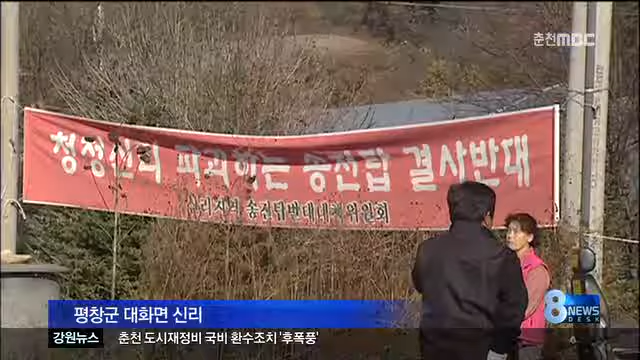 춘천MBC
청정신리 파괴하는 송전탑 결사반대
신리지역 송전탑반대대책위원회
평창군 대화면 신리
8 NEWS DESK
강원뉴스 춘천 도시재정비 국비 환수조치 '후폭풍'